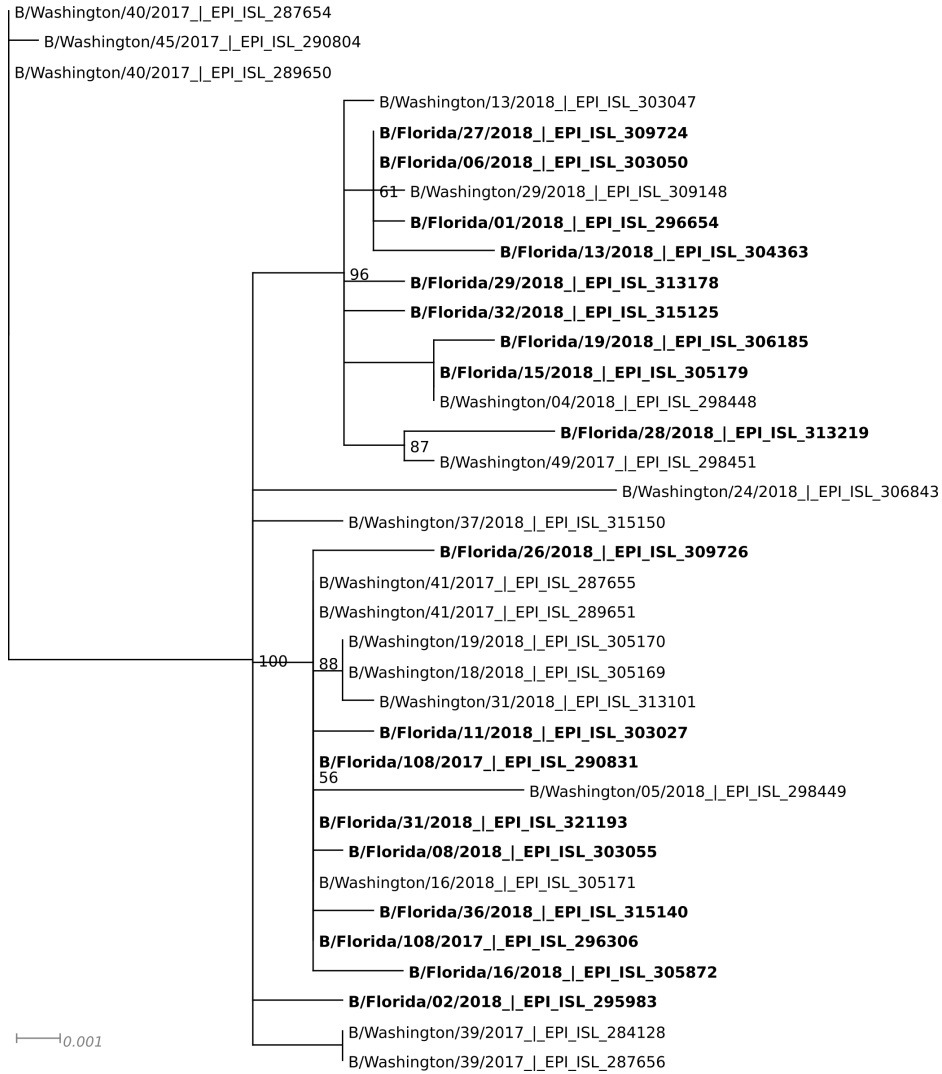 B/Washington/40/2017_|_EPI_ISL_287654
B/Washington/45/2017_|_EPI_ISL_290804
B/Washington/40/2017_|_EPI_ISL_289650
B/Washington/13/2018_|_EPI_ISL_303047
B/Florida/27/2018_|_EPI_ISL_309724
B/Florida/06/2018_|_EPI_ISL_303050
61
B/Washington/29/2018_|_EPI_ISL_309148
B/Florida/01/2018_|_EPI_ISL_296654
B/Florida/13/2018_|_EPI_ISL_304363
96
B/Florida/29/2018_|_EPI_ISL_313178
B/Florida/32/2018_|_EPI_ISL_315125
B/Florida/19/2018_|_EPI_ISL_306185
B/Florida/15/2018_|_EPI_ISL_305179
B/Washington/04/2018_|_EPI_ISL_298448
B/Florida/28/2018_|_EPI_ISL_313219
87
B/Washington/49/2017_|_EPI_ISL_298451
B/Washington/24/2018_|_EPI_ISL_306843
B/Washington/37/2018_|_EPI_ISL_315150
B/Florida/26/2018_|_EPI_ISL_309726
B/Washington/41/2017_|_EPI_ISL_287655
B/Washington/41/2017_|_EPI_ISL_289651
B/Washington/19/2018_|_EPI_ISL_305170
100
88
B/Washington/18/2018_|_EPI_ISL_305169
B/Washington/31/2018_|_EPI_ISL_313101
B/Florida/11/2018_|_EPI_ISL_303027
B/Florida/108/2017_|_EPI_ISL_290831
56
B/Washington/05/2018_|_EPI_ISL_298449
B/Florida/31/2018_|_EPI_ISL_321193
B/Florida/08/2018_|_EPI_ISL_303055
B/Washington/16/2018_|_EPI_ISL_305171
B/Florida/36/2018_|_EPI_ISL_315140
B/Florida/108/2017_|_EPI_ISL_296306
B/Florida/16/2018_|_EPI_ISL_305872
B/Florida/02/2018_|_EPI_ISL_295983
B/Washington/39/2017_|_EPI_ISL_284128
0.001
B/Washington/39/2017_|_EPI_ISL_287656